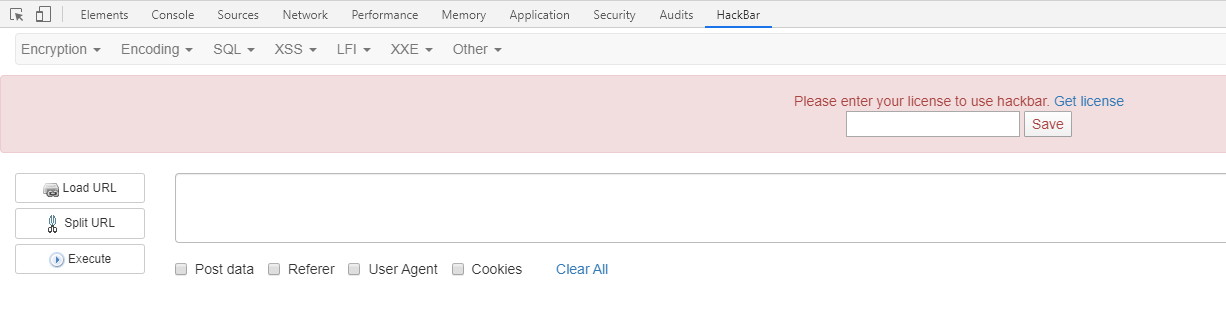 Elements Console Sources Network Performance Memory Application Security Audits HackBar
Encryption Encoding SQL XSS LFI XXE Other
Please enter your license to use hackbar. Get license
Save
Load URL
Split URL
Execute
Post data Referer User Agent Cookies Clear All